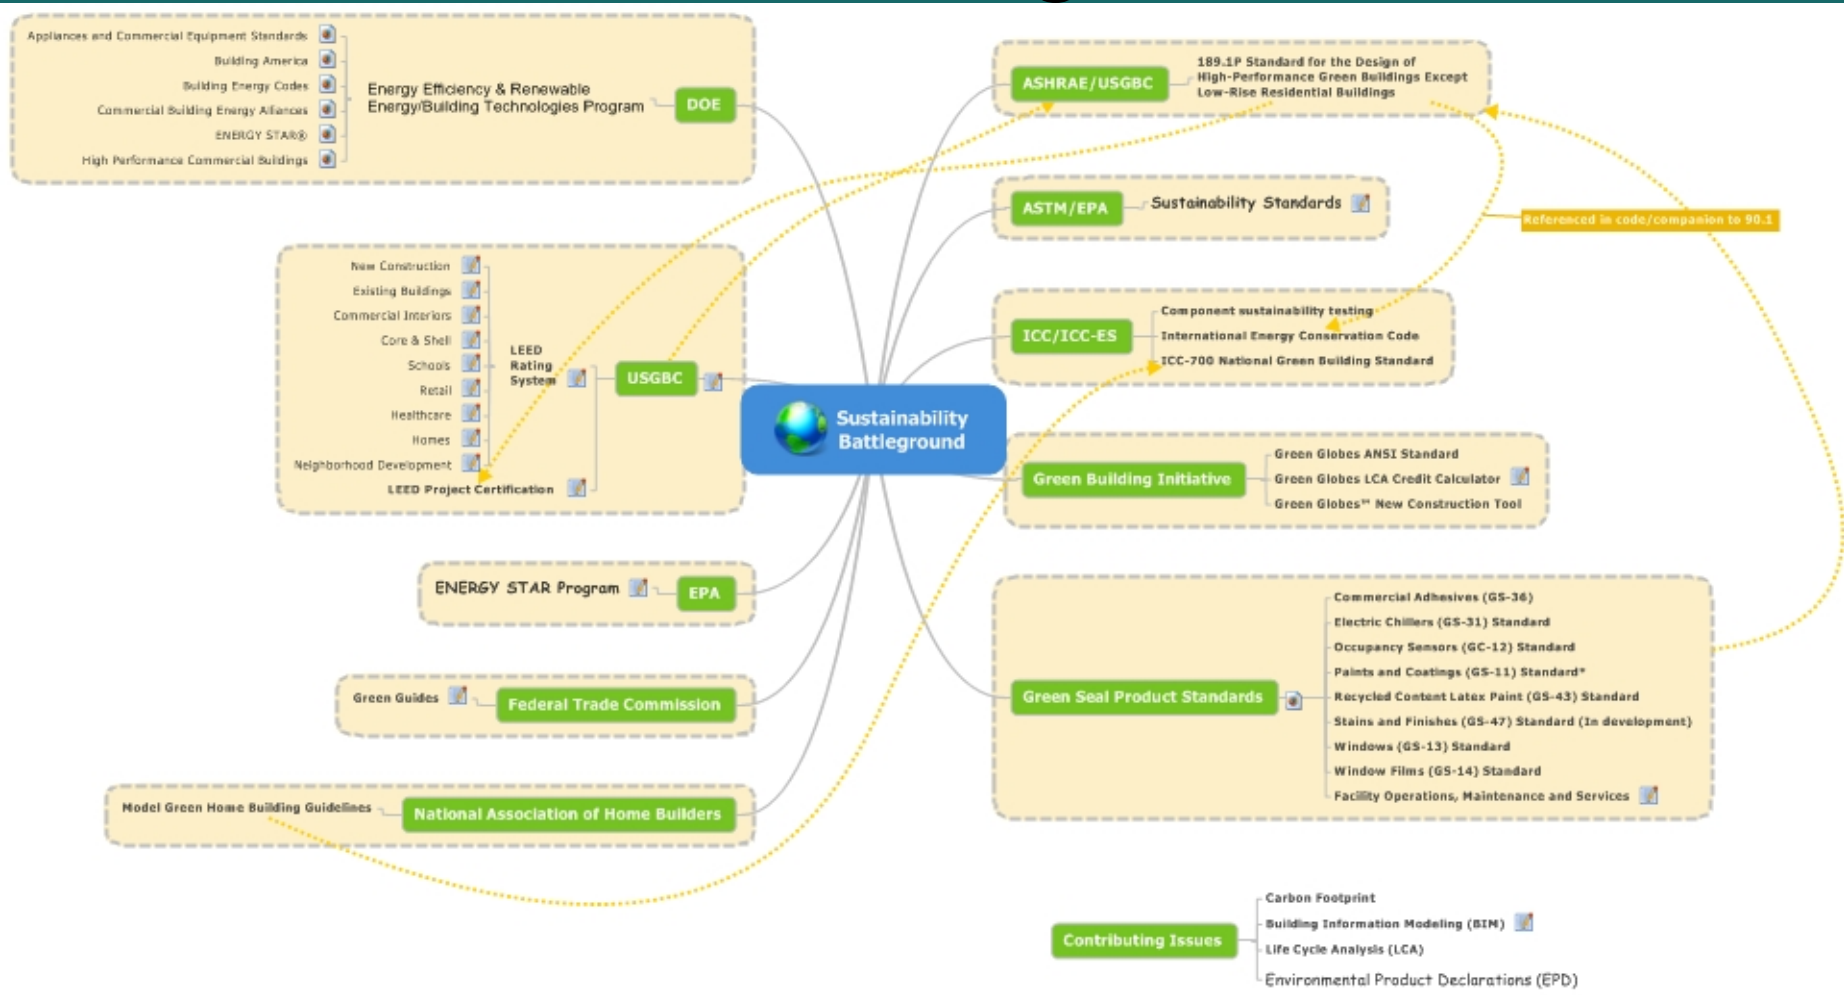 Appliances and Commercial Equipment Standards
Building America
Building Energy Codes
Commercial Building Energy Alliances
ENERGY STAR®
High Performance Commercial Buildings
Energy Efficiency & Renewable
Energy/Building Technologies Program
DOE
New Construction
Existing Buildings
Commercial Interiors
Core & Shell
Schools
Retail
Healthcare
Homes
Neighborhood Development
LEED
Rating
System
LEED Project Certification
USGBC
ENERGY STAR Program
EPA
Green Guides
Federal Trade Commission
Model Green Home Building Guidelines
National Association of Home Builders
Sustainability
Battleground
ASHRAE/USGBC
189.1P Standard for the Design of
High-Performance Green Buildings Except
Low-Rise Residential Buildings
ASTM/EPA
Sustainability Standards
Referenced in code/companion to 90.1
ICC/ICC-ES
Component sustainability testing
International Energy Conservation Code
ICC-700 National Green Building Standard
Green Building Initiative
Green Globes ANSI Standard
Green Globes LCA Credit Calculator
Green Globes℠ New Construction Tool
Green Seal Product Standards
Commercial Adhesives (GS-36)
Electric Chillers (GS-31) Standard
Occupancy Sensors (GC-12) Standard
Paints and Coatings (GS-11) Standard*
Recycled Content Latex Paint (GS-43) Standard
Stains and Finishes (GS-47) Standard (In development)
Windows (GS-13) Standard
Window Films (GS-14) Standard
Facility Operations, Maintenance and Services
Contributing Issues
Carbon Footprint
Building Information Modeling (BIM)
Life Cycle Analysis (LCA)
Environmental Product Declarations (EPD)